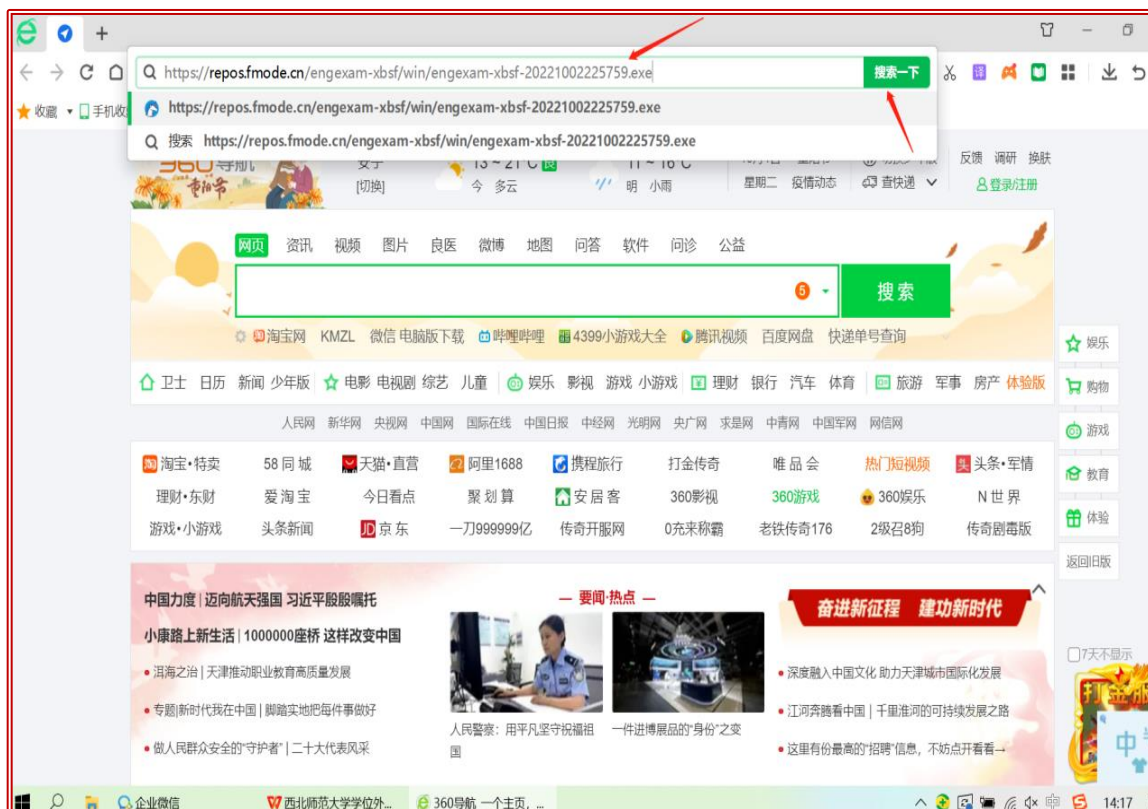 https://repos.fmode.cn/engexam-xbsf/win/engexam-xbsf-20221002225759.exe 搜索一下 译
收藏 手机收
https://repos.fmode.cn/engexam-xbsf/win/engexam-xbsf-20221002225759.exe
搜索 https://repos.fmode.cn/engexam-xbsf/win/engexam-xbsf-20221002225759.exe
360导航 13 ~ 21℃ 良 11 ~ 16℃ 反馈 调研 换肤
重阳节 [切换] 今 多云 明 小雨 星期二 疫情动态 查快递 登录/注册
网页 资讯 视频 图片 良医 微博 地图 问答 软件 问诊 公益
5 搜索
淘宝网 KMZL 微信 电脑版下载 哔哩哔哩 4399小游戏大全 腾讯视频 百度网盘 快递单号查询
娱乐
卫士 日历 新闻 少年版 电影 电视剧 综艺 儿童 娱乐 影视 游戏 小游戏 理财 银行 汽车 体育 旅游 军事 房产 体验版
购物
人民网 新华网 央视网 中国网 国际在线 中国日报 中经网 光明网 央广网 求是网 中青网 中国军网 网信网
游戏
淘宝•特卖 58同城 天猫•直营 阿里1688 携程旅行 打金传奇 唯品会 热门短视频 头条•军情
教育
理财•东财 爱淘宝 今日看点 聚划算 安居客 360影视 360游戏 360娱乐 N世界
体验
游戏•小游戏 头条新闻 JD 京东 一刀999999亿 传奇开服网 0充来称霸 老铁传奇176 2级召8狗 传奇剧毒版
返回旧版
中国力度|迈向航天强国 习近平殷殷嘱托
小康路上新生活|1000000座桥 这样改变中国
• 洱海之治|天津推动职业教育高质量发展
• 专题|新时代我在中国|脚踏实地把每件事做好
• 做人民群众安全的"守护者"|二十大代表风采
— 要闻·热点 —
人民警察：用平凡坚守祝福祖国
一件进博展品的"身份"之变
奋进新征程 建功新时代
• 深度融入中国文化 助力天津城市国际化发展
• 江河奔腾看中国|千里淮河的可持续发展之路
• 这里有份最高的"招聘"信息，不妨点开看看→
7天不显示
打金服
中
企业微信 西北师范大学学位外... 360导航_一个主页，... 中 14:17